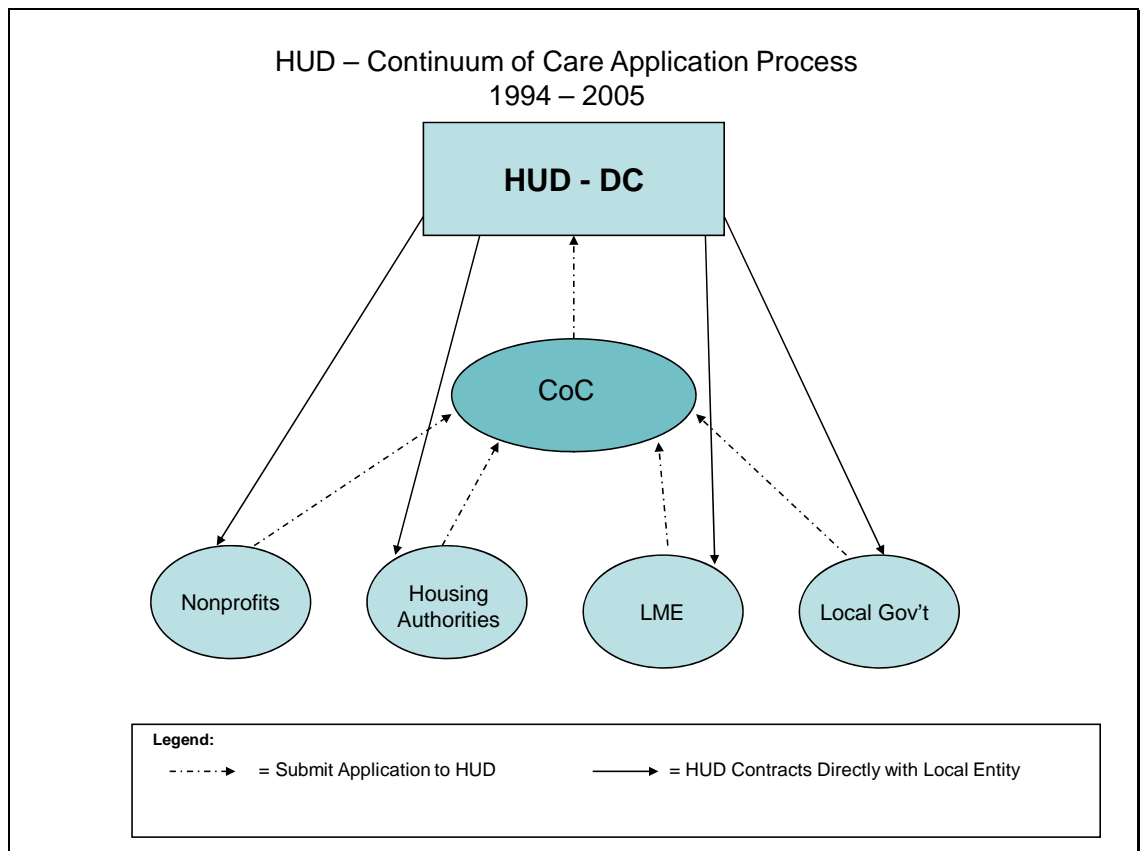 HUD – Continuum of Care Application Process
1994 – 2005
HUD - DC
CoC
Nonprofits
Housing
Authorities
LME
Local Gov’t
Legend:
= Submit Application to HUD
= HUD Contracts Directly with Local Entity